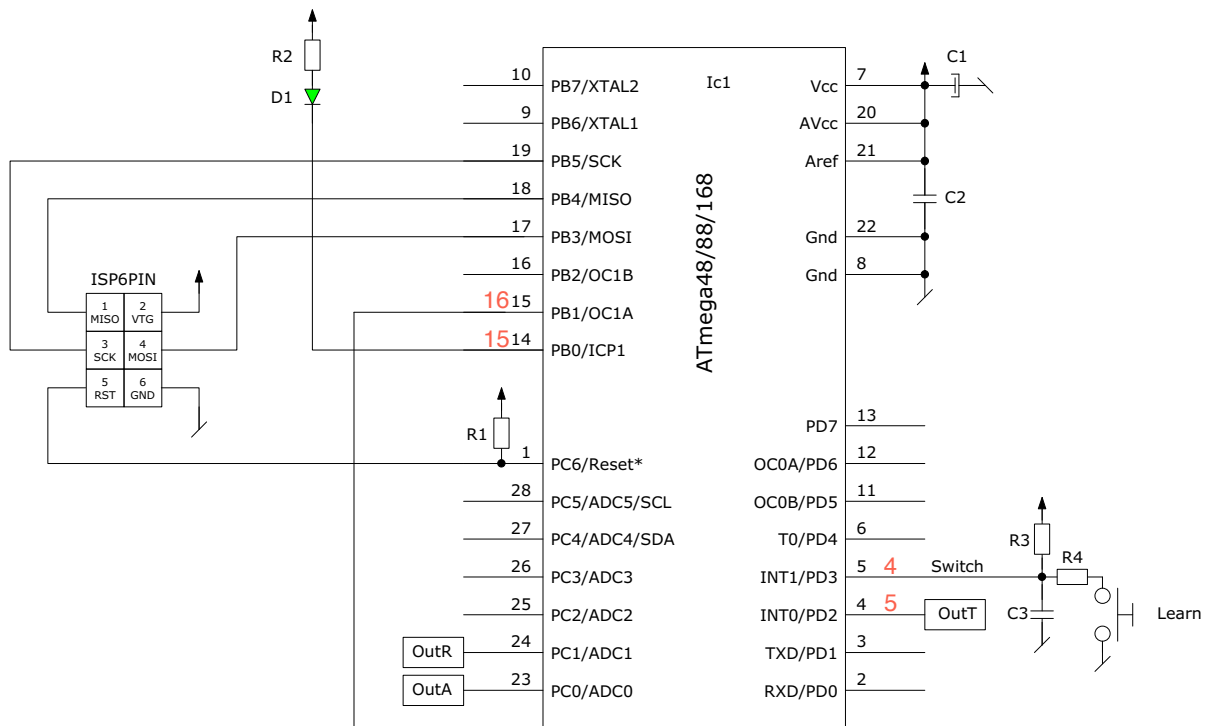 R2
D1
10 PB7/XTAL2
9 PB6/XTAL1
19 PB5/SCK
18 PB4/MISO
17 PB3/MOSI
16 PB2/OC1B
16 15 PB1/OC1A
15 14 PB0/ICP1
R1
1 PC6/Reset*
28 PC5/ADC5/SCL
27 PC4/ADC4/SDA
26 PC3/ADC3
25 PC2/ADC2
OutR 24 PC1/ADC1
OutA 23 PC0/ADC0
ISP6PIN
1 MISO 2 VTG
3 SCK 4 MOSI
5 RST 6 GND
Ic1
ATmega48/88/168
Vcc 7
C1
AVcc 20
Aref 21
C2
Gnd 22
Gnd 8
PD7 13
OC0A/PD6 12
OC0B/PD5 11
T0/PD4 6
INT1/PD3 5 4 Switch
INT0/PD2 4 5 OutT
TXD/PD1 3
RXD/PD0 2
R3
R4
C3
Learn